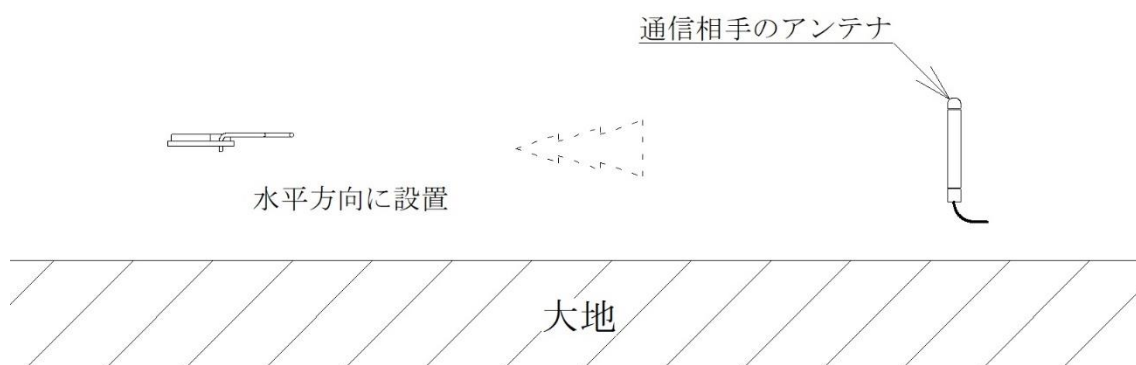 通信相手のアンテナ
水平方向に設置
大地